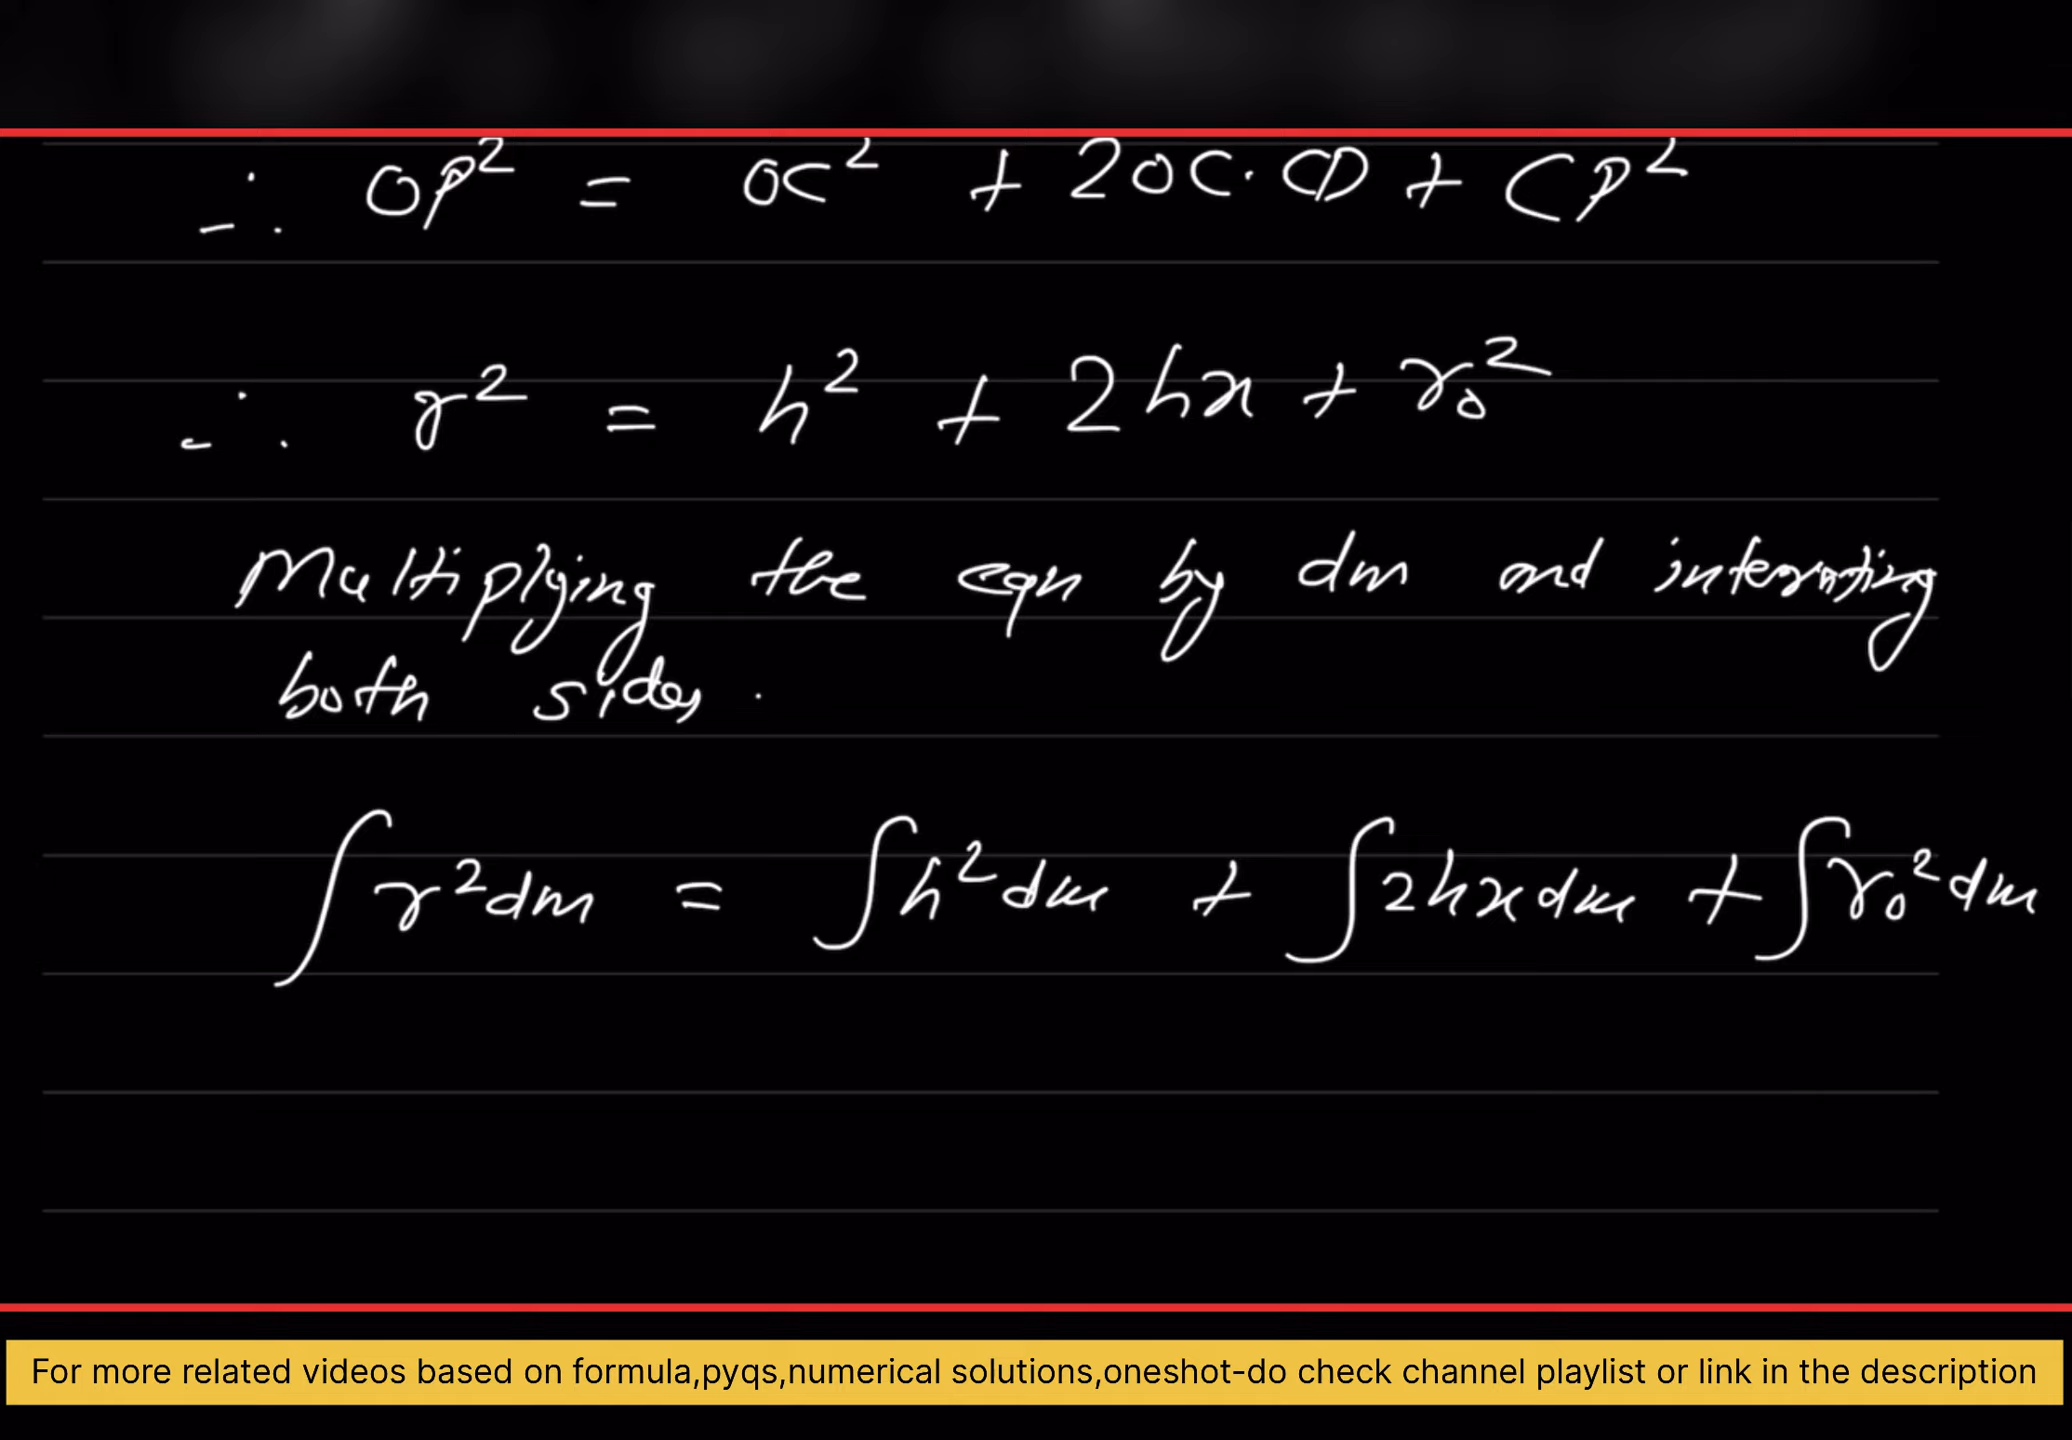 ∴ OP² = OC² + 2OC·CD + CP²
∴ r² = h² + 2hx + r₀²
Multiplying the eqn by dm and integrating
both sides.
∫r²dm = ∫h²dm + ∫2hxdm + ∫r₀²dm
For more related videos based on formula,pyqs,numerical solutions,oneshot-do check channel playlist or link in the description